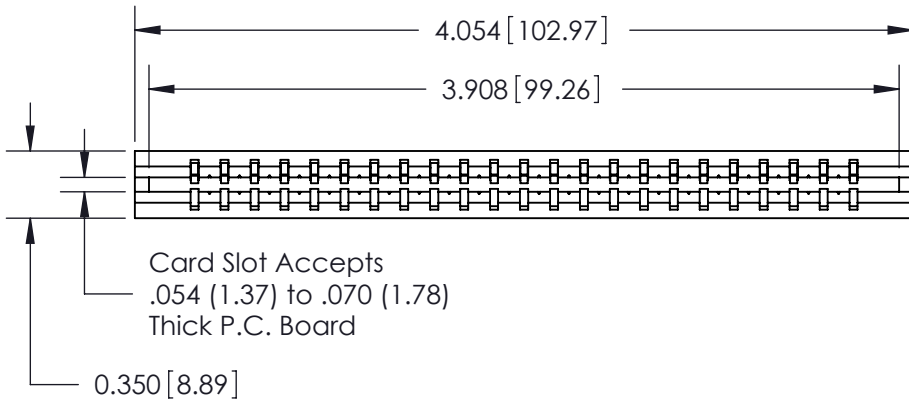 4.054 [102.97]
3.908 [99.26]
Card Slot Accepts
.054 (1.37) to .070 (1.78)
Thick P.C. Board
0.350 [8.89]